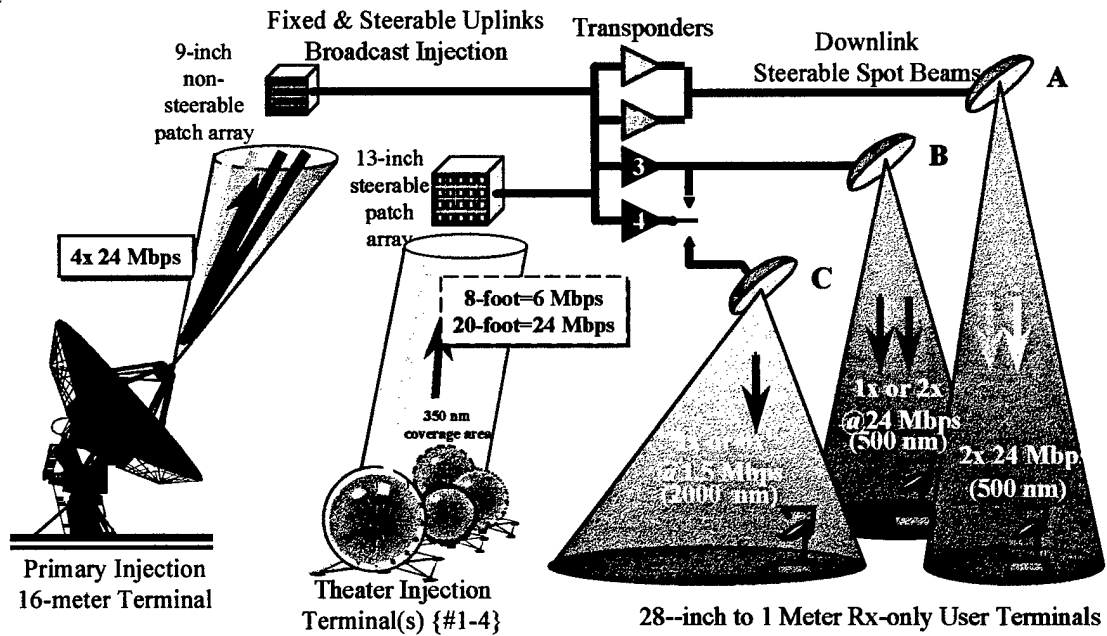 Fixed & Steerable Uplinks
Broadcast Injection
Transponders
Downlink
Steerable Spot Beams
9-inch
non-
steerable
patch array
A
B
13-inch
steerable
patch
array
3
4
4x 24 Mbps
C
8-foot=6 Mbps
20-foot=24 Mbps
350 nm
coverage area
1x or 2x
@24 Mbps
(500 nm)
@1.5 Mbps
(2000 nm)
2x 24 Mbp
(500 nm)
Primary Injection
16-meter Terminal
Theater Injection
Terminal(s) {#1-4}
28--inch to 1 Meter Rx-only User Terminals